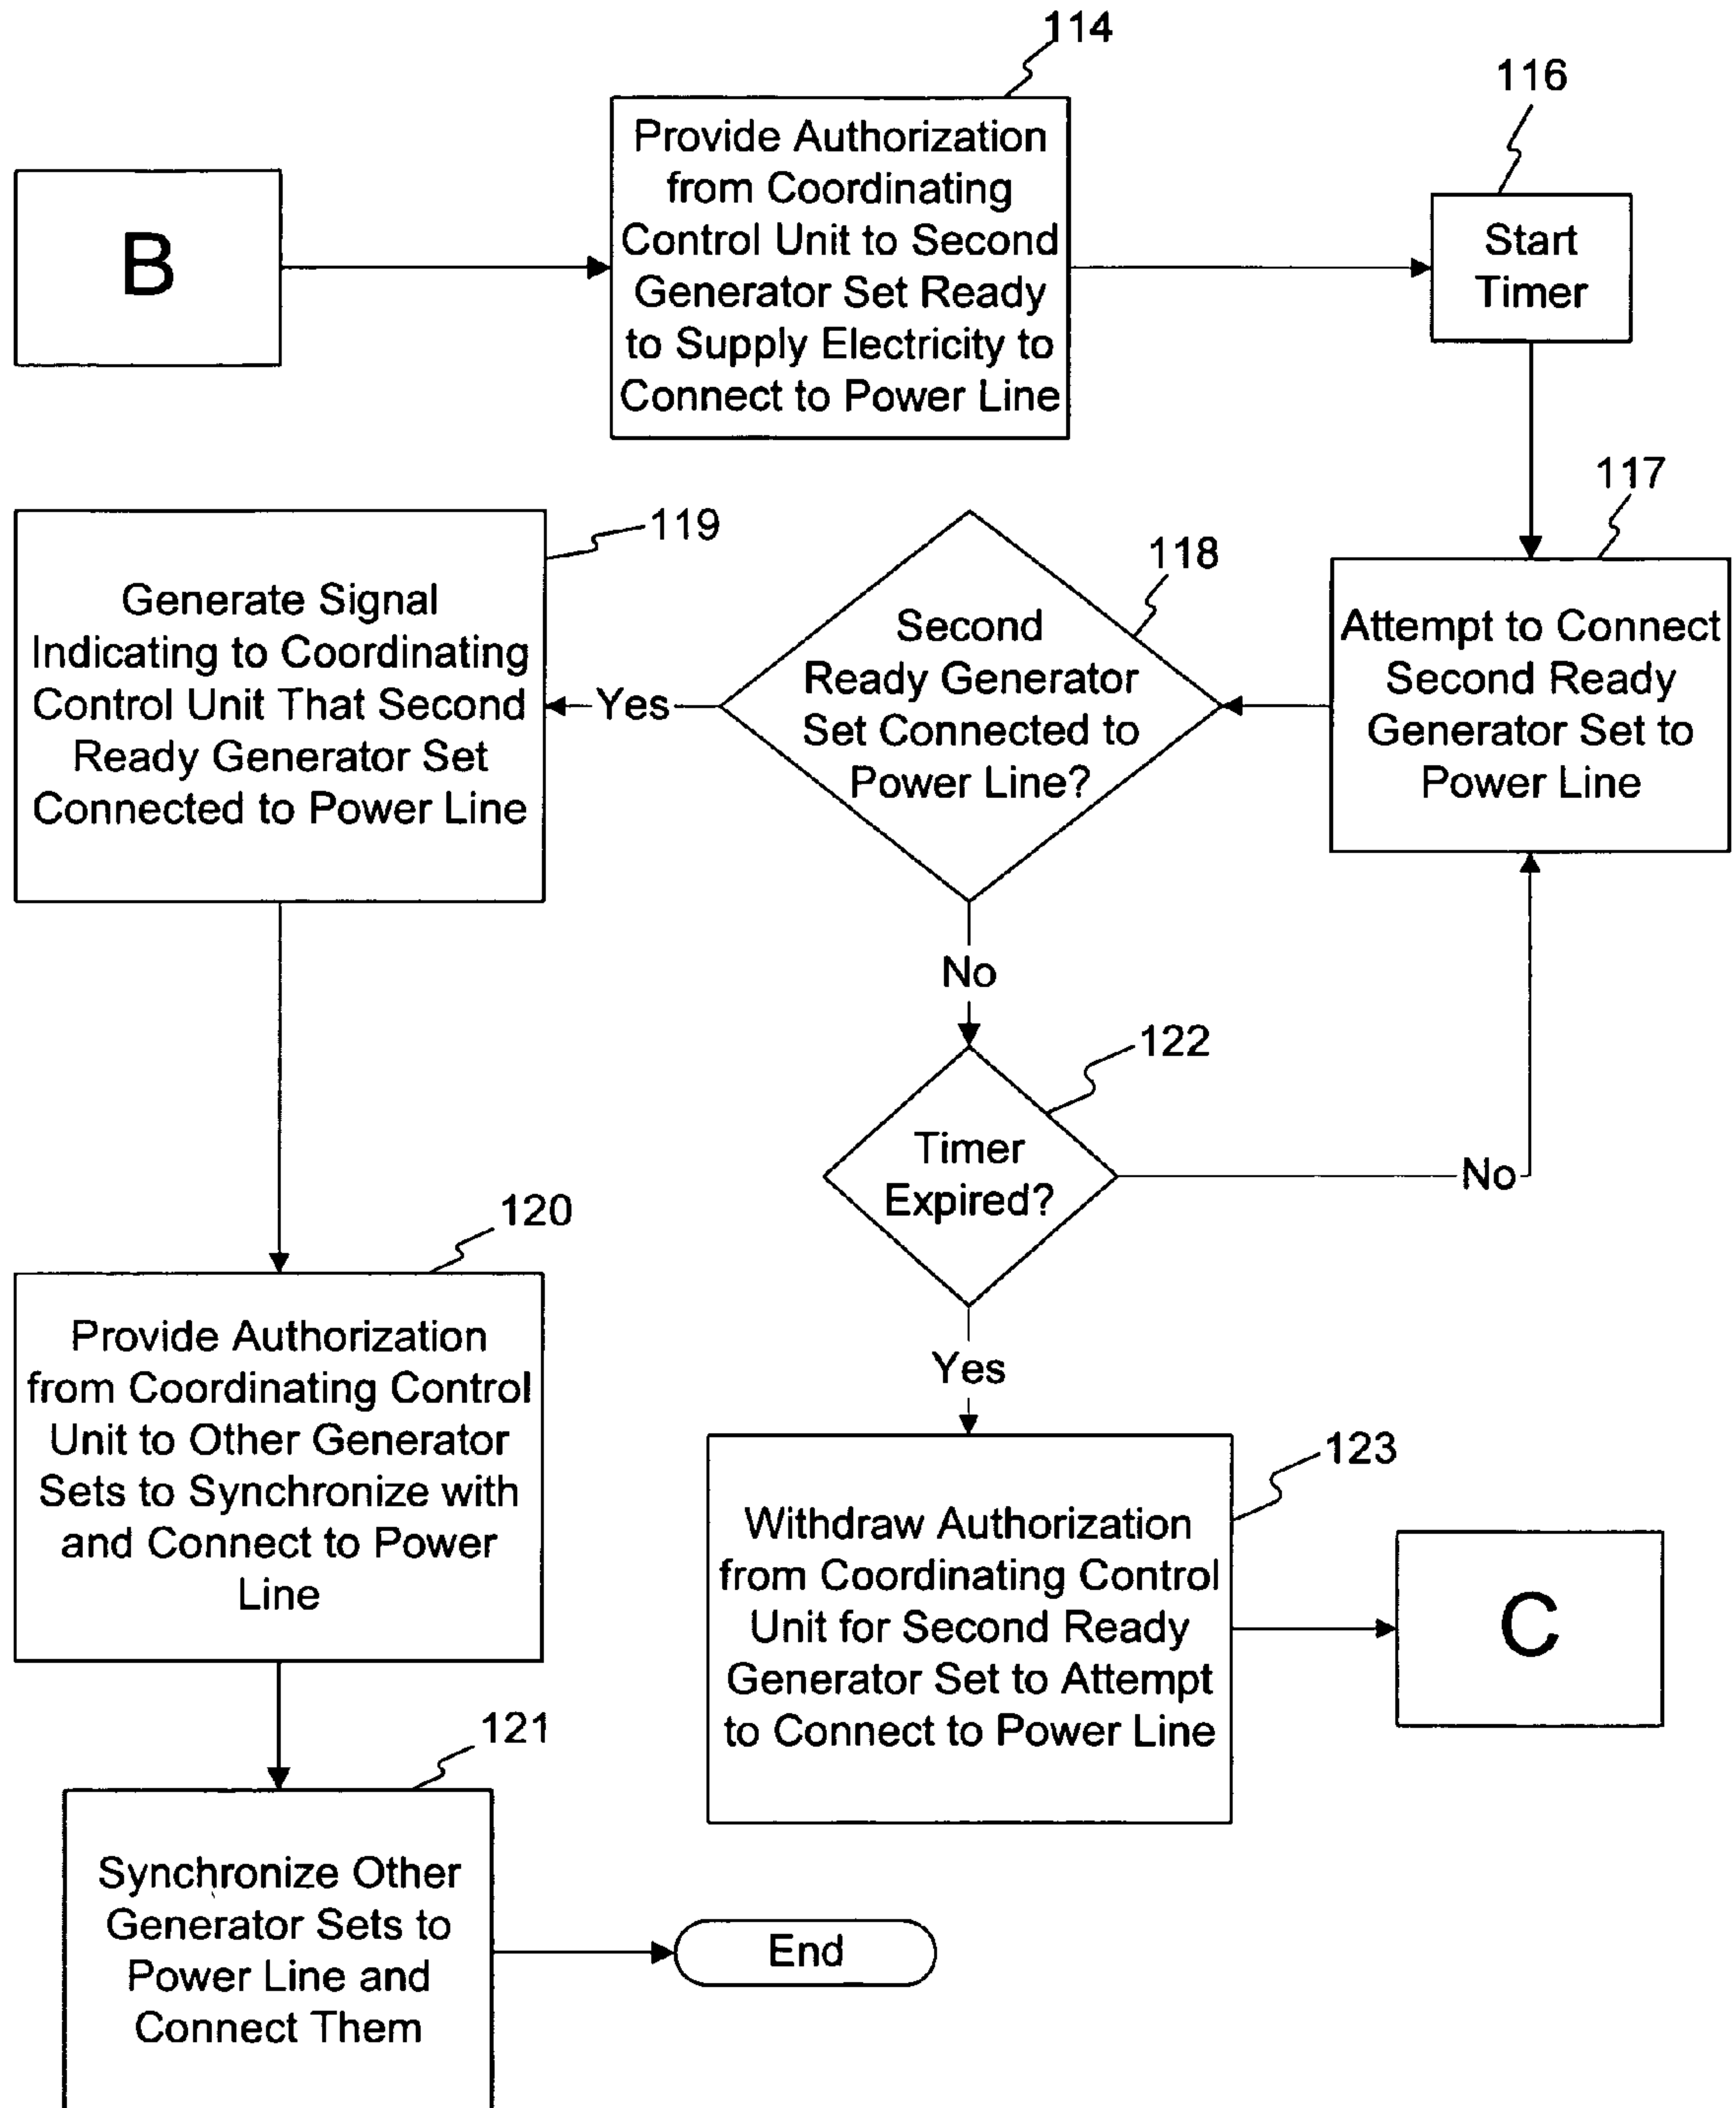 114
116
B
Provide Authorization
from Coordinating
Control Unit to Second
Generator Set Ready
to Supply Electricity to
Connect to Power Line
Start
Timer
117
119
118
Generate Signal
Indicating to Coordinating
Control Unit That Second
Ready Generator Set
Connected to Power Line
Yes
Second
Ready Generator
Set Connected to
Power Line?
Attempt to Connect
Second Ready
Generator Set to
Power Line
No
122
Timer
Expired?
No
120
Provide Authorization
from Coordinating Control
Unit to Other Generator
Sets to Synchronize with
and Connect to Power
Line
Yes
123
Withdraw Authorization
from Coordinating Control
Unit for Second Ready
Generator Set to Attempt
to Connect to Power Line
C
121
Synchronize Other
Generator Sets to
Power Line and
Connect Them
End